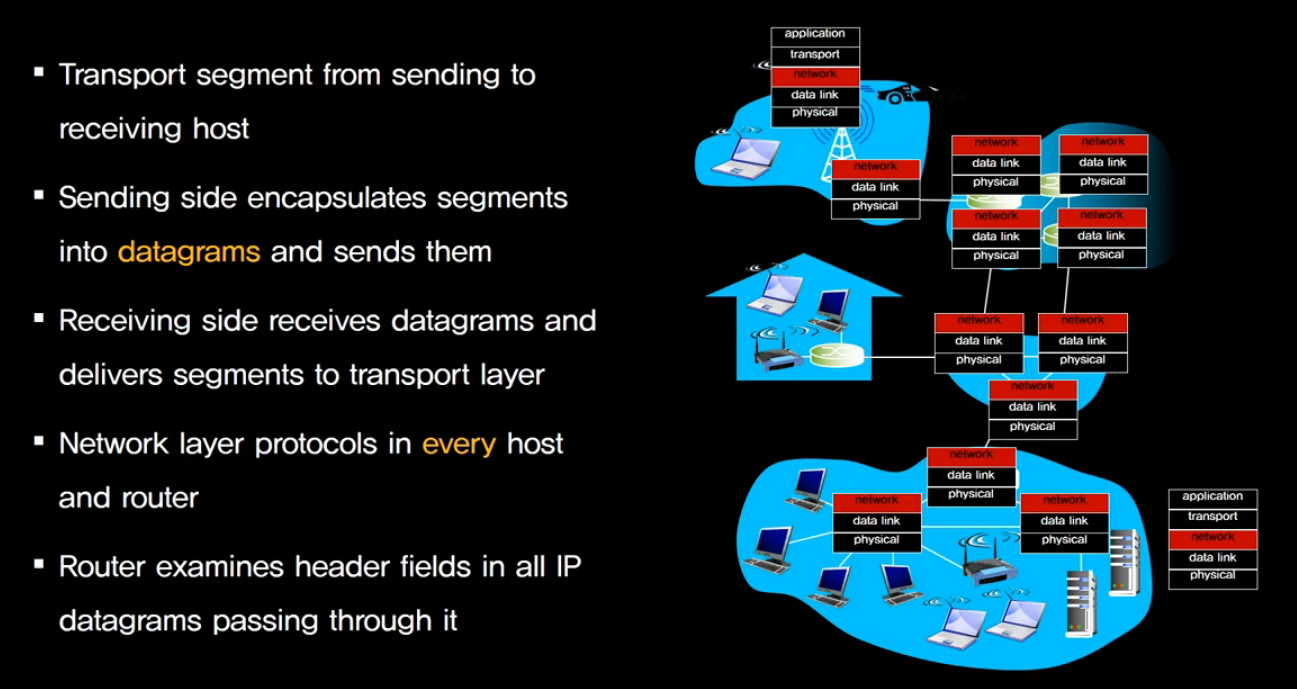 ▪ Transport segment from sending to
receiving host
▪ Sending side encapsulates segments
into datagrams and sends them
▪ Receiving side receives datagrams and
delivers segments to transport layer
▪ Network layer protocols in every host
and router
▪ Router examines header fields in all IP
datagrams passing through it
application
transport
network
data link
physical
network
data link
physical
network
data link
physical
network
data link
physical
network
data link
physical
network
data link
physical
network
data link
physical
network
data link
physical
network
data link
physical
network
data link
physical
network
data link
physical
network
data link
physical
application
transport
network
data link
physical